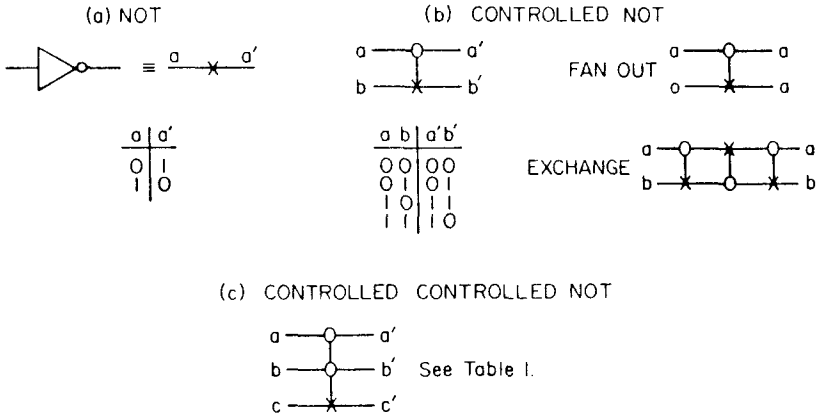 (a) NOT
≡ a a′
a a′
0 1
1 0
(b) CONTROLLED NOT
a a′
b b′
a b a′ b′
0 0 0 0
0 1 0 1
1 0 1 1
1 1 1 0
FAN OUT
a a
o a
EXCHANGE
a a
b b
(c) CONTROLLED CONTROLLED NOT
a a′
b b′ See Table I.
c c′